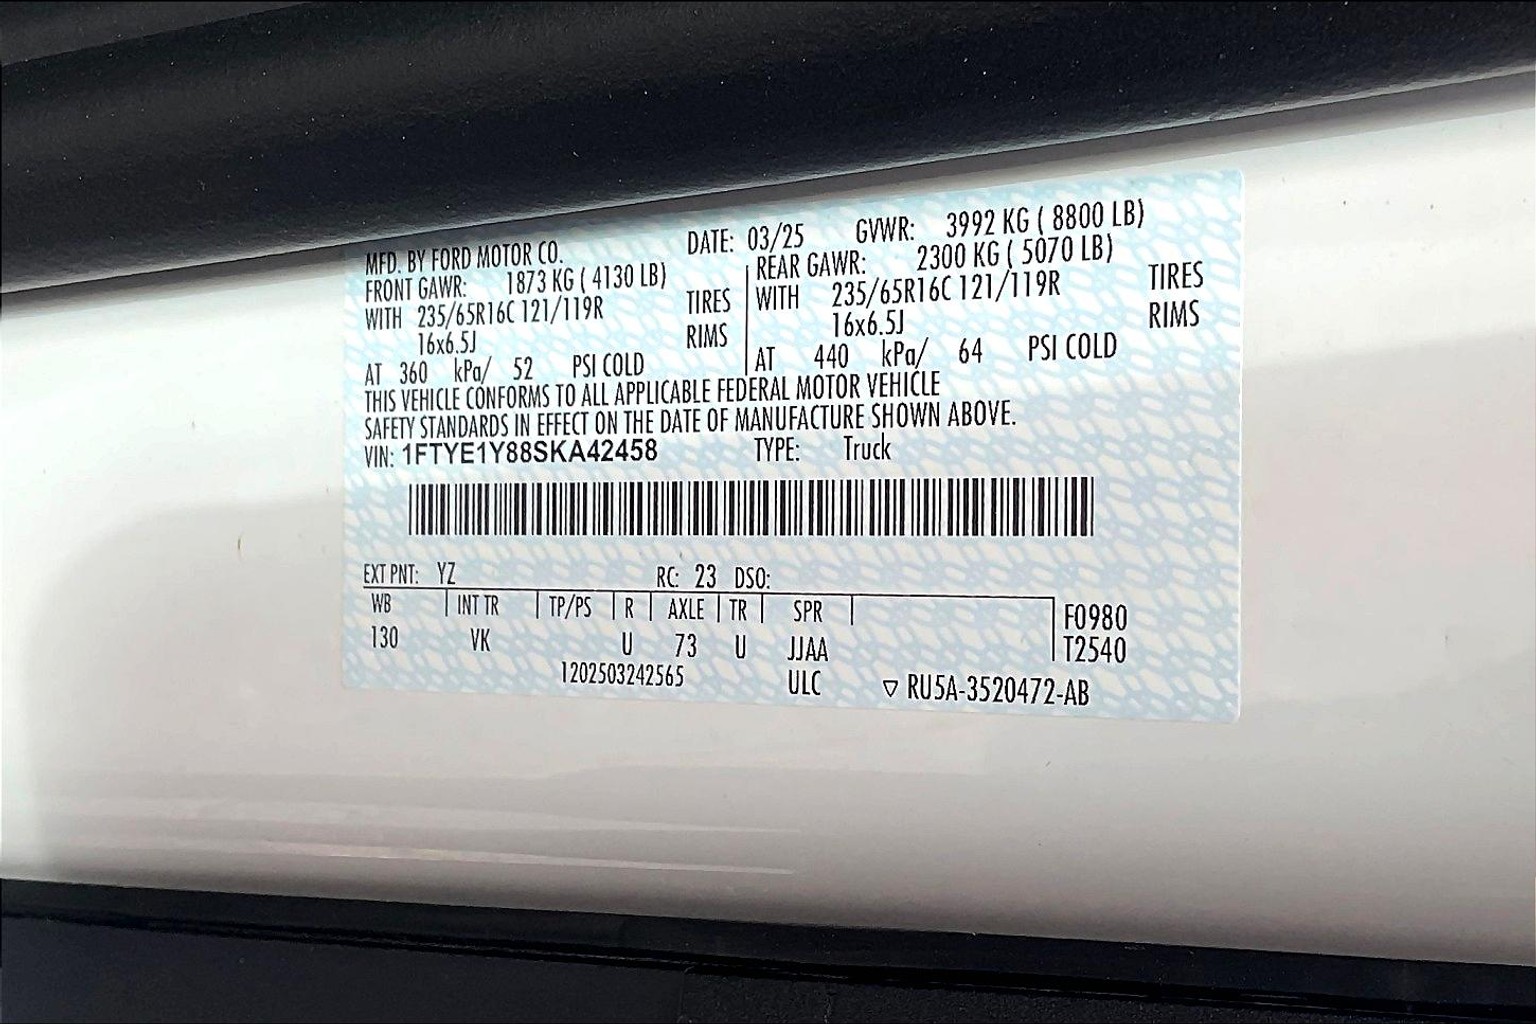 MFD. BY FORD MOTOR CO. DATE: 03/25 GVWR: 3992 KG ( 8800 LB)
FRONT GAWR: 1873 KG ( 4130 LB) REAR GAWR: 2300 KG ( 5070 LB)
WITH 235/65R16C 121/119R TIRES WITH 235/65R16C 121/119R TIRES
16x6.5J RIMS 16x6.5J RIMS
AT 360 kPa/ 52 PSI COLD AT 440 kPa/ 64 PSI COLD
THIS VEHICLE CONFORMS TO ALL APPLICABLE FEDERAL MOTOR VEHICLE
SAFETY STANDARDS IN EFFECT ON THE DATE OF MANUFACTURE SHOWN ABOVE.
VIN: 1FTYE1Y88SKA42458 TYPE: Truck
EXT PNT: YZ RC: 23 DSO:
WB INT TR TP/PS R AXLE TR SPR F0980
130 VK U 73 U JJAA T2540
1202503242565 ULC ▽ RU5A-3520472-AB